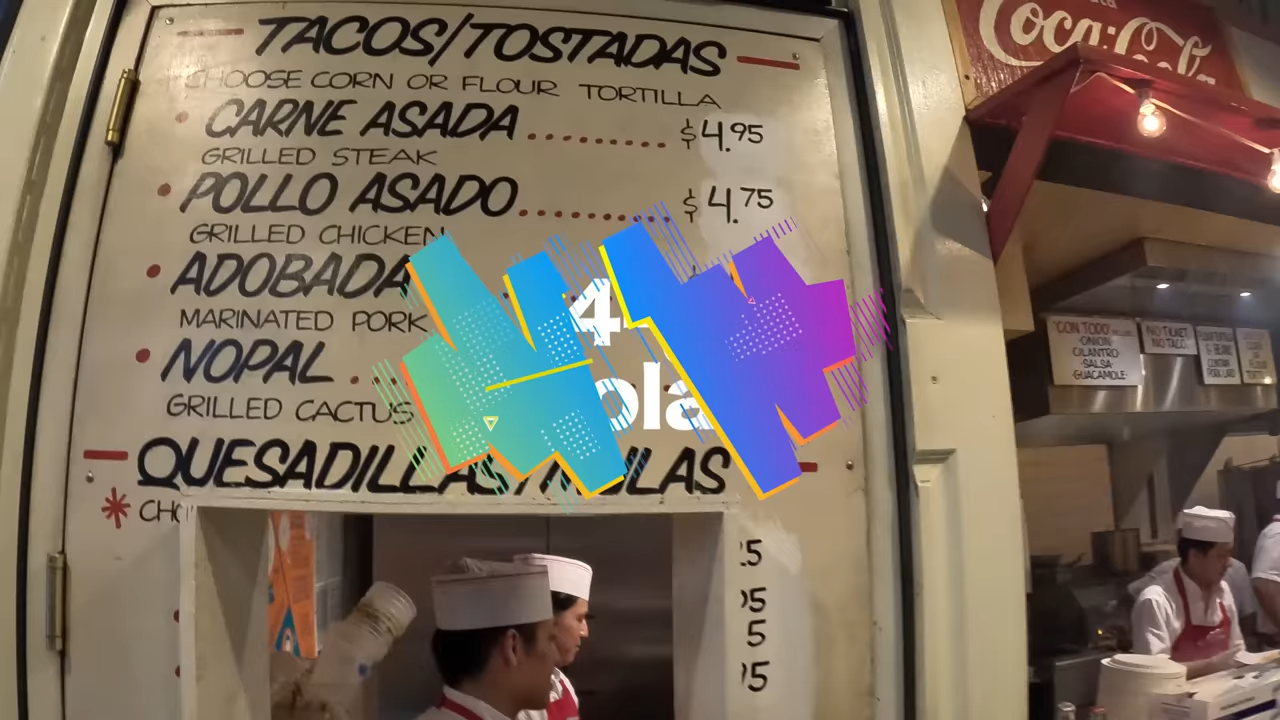 TACOS/TOSTADAS
CHOOSE CORN OR FLOUR TORTILLA
CARNE ASADA $4.95
GRILLED STEAK
POLLO ASADO $4.75
GRILLED CHICKEN
ADOBADA
MARINATED PORK
NOPAL
GRILLED CACTUS
QUESADILLAS/MULAS
Coca-Cola
"CON TODO"
ONION
CILANTRO
SALSA
GUACAMOLE
NO TICKET
NO TACO